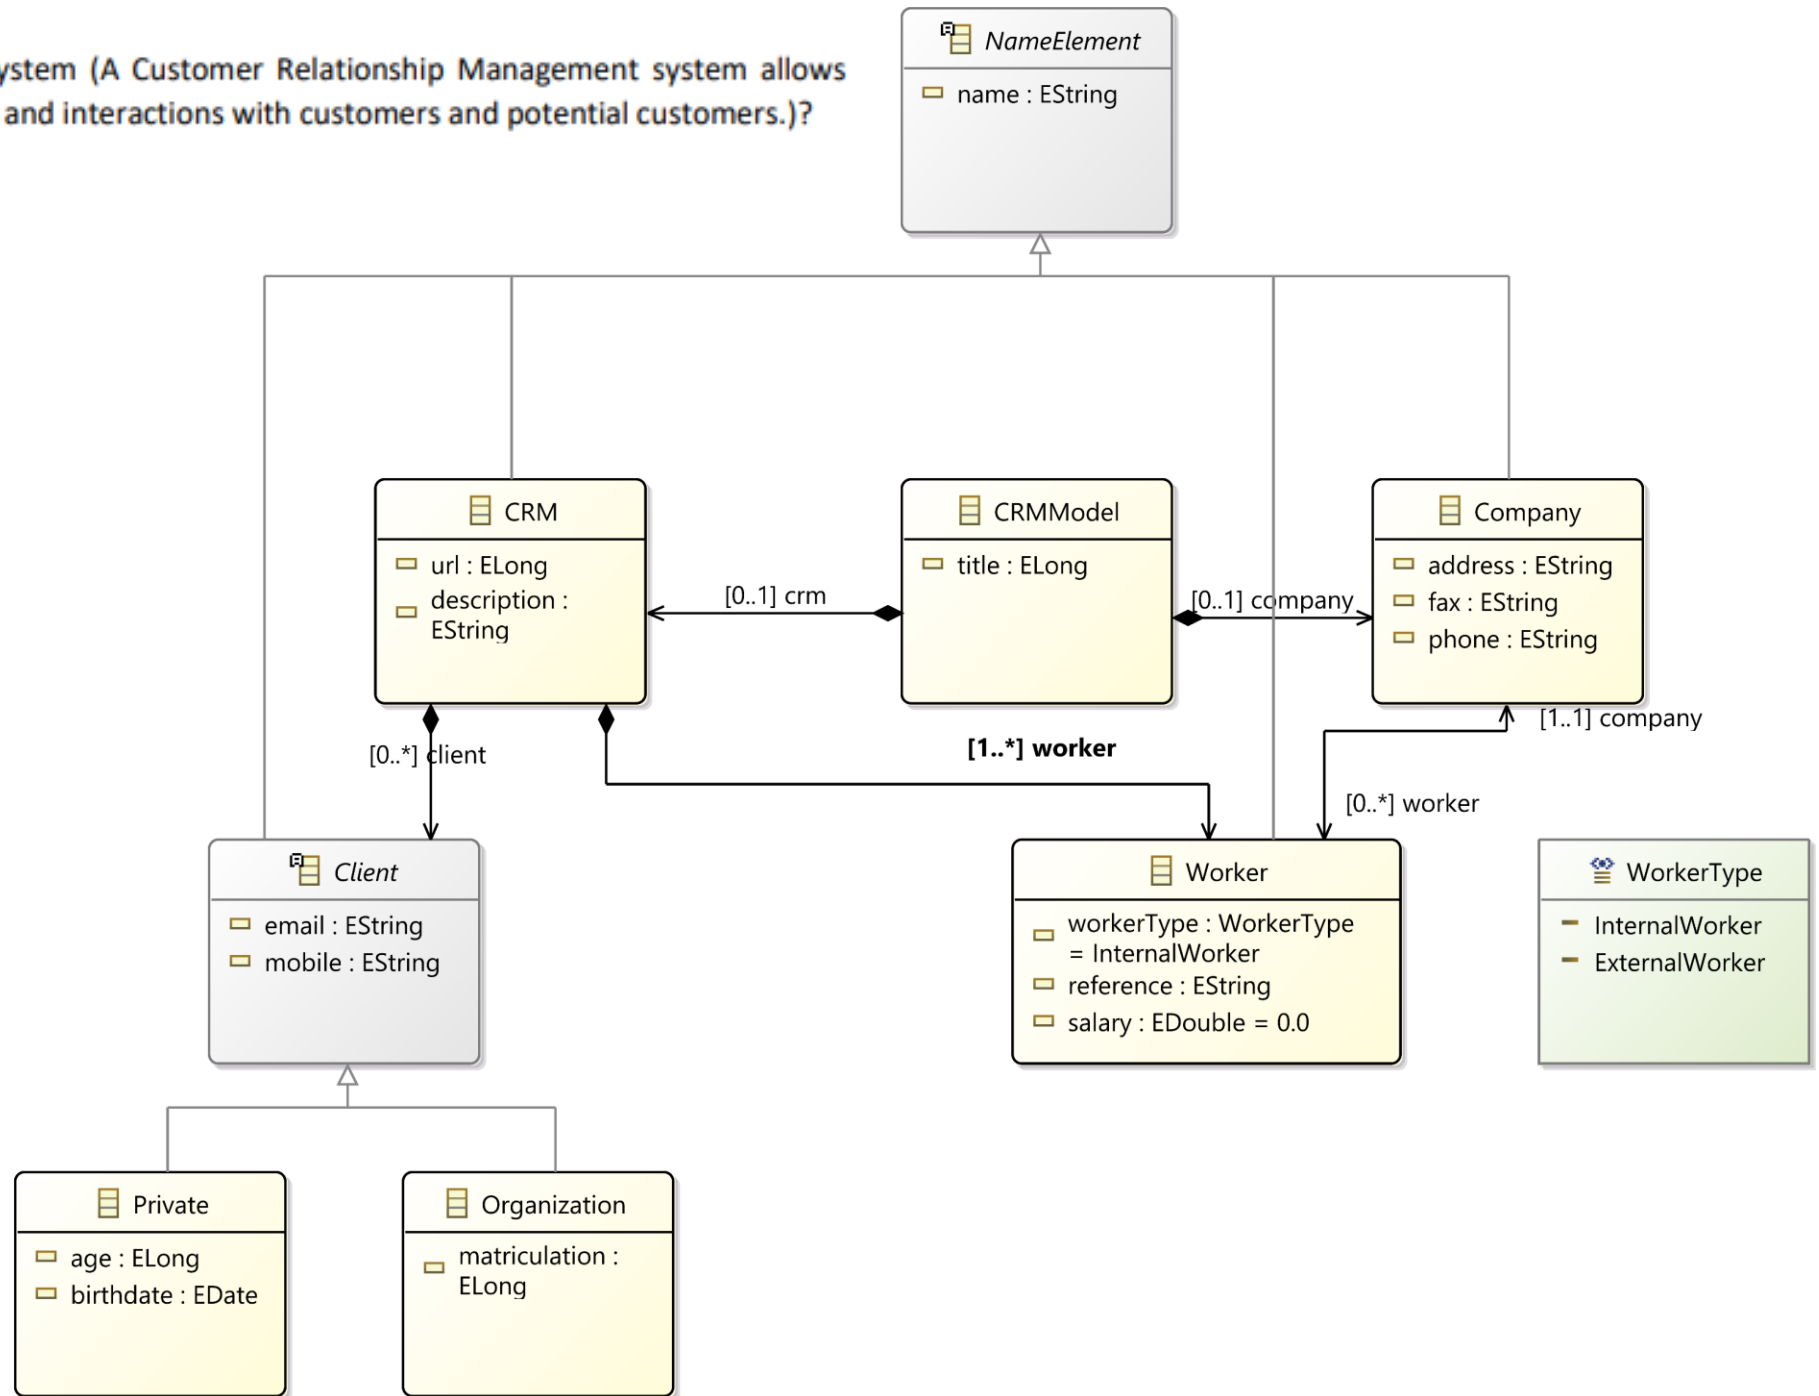 (A Customer Relationship Management system allows
and interactions with customers and potential customers.)?
NameElement
name : EString
CRM
url : ELong
description :
EString
[0..1] crm
CRMModel
title : ELong
[0..1] company
Company
address : EString
fax : EString
phone : EString
[0..*] client
[1..*] worker
[1..1] company
[0..*] worker
Client
email : EString
mobile : EString
Worker
workerType : WorkerType
= InternalWorker
reference : EString
salary : EDouble = 0.0
WorkerType
InternalWorker
ExternalWorker
Private
age : ELong
birthdate : EDate
Organization
matriculation :
ELong